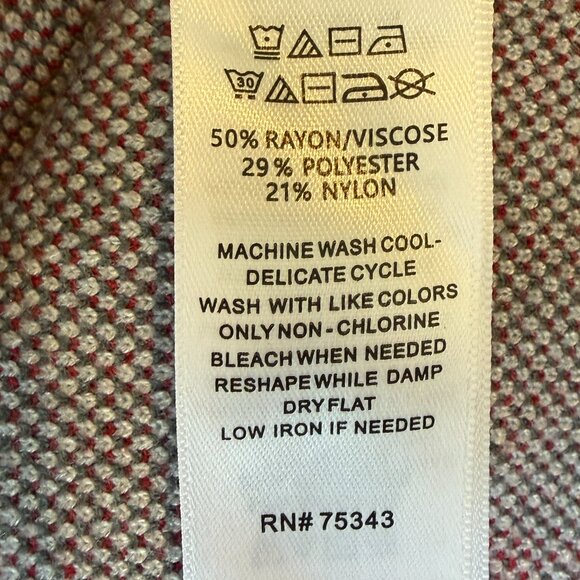 30
50% RAYON/VISCOSE
29% POLYESTER
21% NYLON
MACHINE WASH COOL-
DELICATE CYCLE
WASH WITH LIKE COLORS
ONLY NON-CHLORINE
BLEACH WHEN NEEDED
RESHAPE WHILE DAMP
DRY FLAT
LOW IRON IF NEEDED
RN# 75343